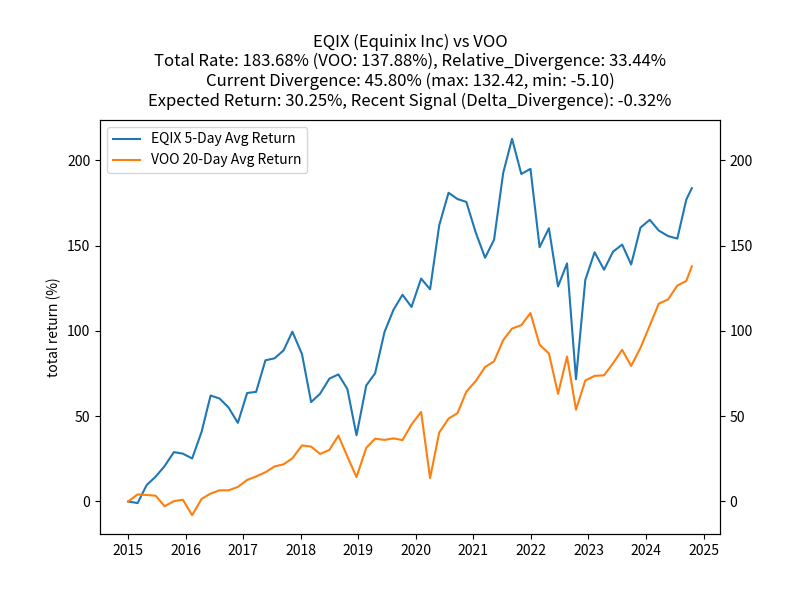 EQIX (Equinix Inc) vs VOO
Total Rate: 183.68% (VOO: 137.88%), Relative_Divergence: 33.44%
Current Divergence: 45.80% (max: 132.42, min: -5.10)
Expected Return: 30.25%, Recent Signal (Delta_Divergence): -0.32%
EQIX 5-Day Avg Return
VOO 20-Day Avg Return
total return (%)
200
150
100
50
0
200
150
100
50
0
2015 2016 2017 2018 2019 2020 2021 2022 2023 2024 2025